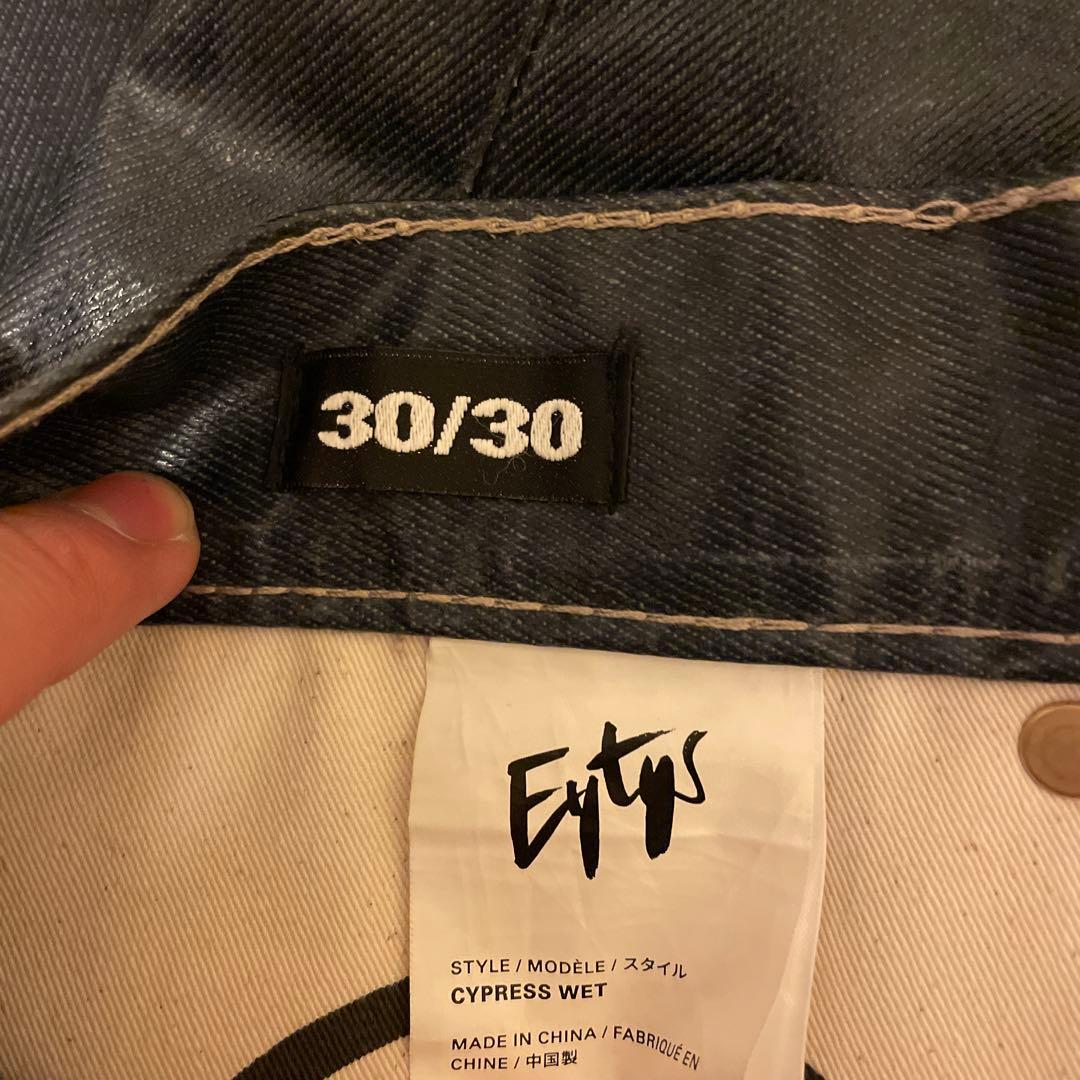 30/30
Eytys
STYLE / MODÈLE / スタイル
CYPRESS WET
MADE IN CHINA / FABRIQUÉ EN
CHINE / 中国製